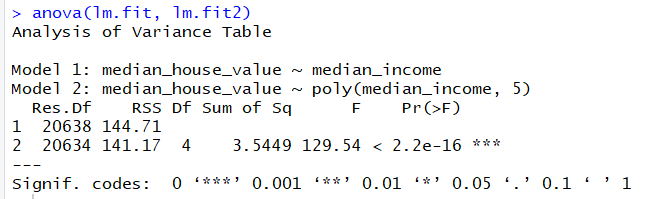 > anova(lm.fit, lm.fit2)
Analysis of Variance Table

Model 1: median_house_value ~ median_income
Model 2: median_house_value ~ poly(median_income, 5)
  Res.Df    RSS Df Sum of Sq      F    Pr(>F)
1  20638 144.71
2  20634 141.17  4    3.5449 129.54 < 2.2e-16 ***
---
Signif. codes:  0 ‘***’ 0.001 ‘**’ 0.01 ‘*’ 0.05 ‘.’ 0.1 ‘ ’ 1